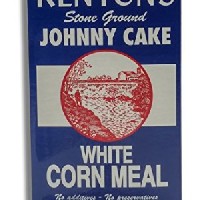 KENYONS
Stone Ground
JOHNNY CAKE
WHITE
CORN MEAL
No additives - No preservatives